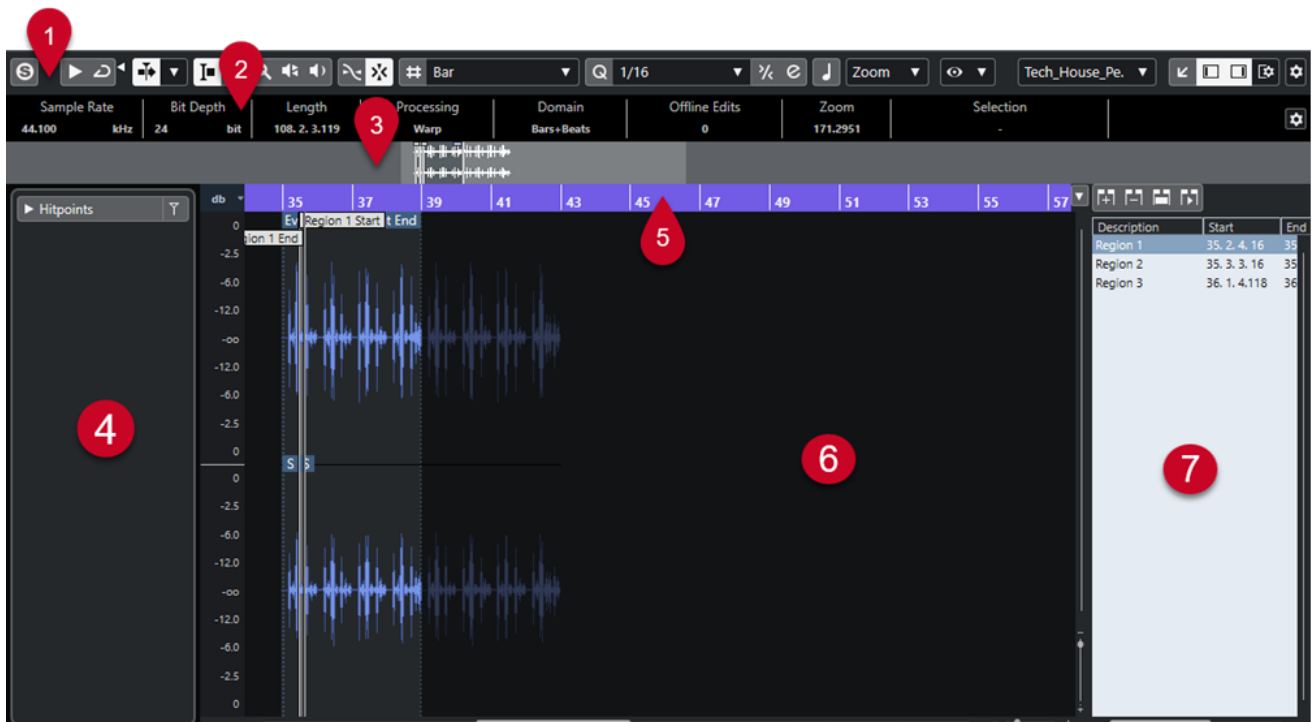 1
S Bar Q 1/16 Zoom Tech_House_Pe.
2
Sample Rate Bit Depth Length Processing Domain Offline Edits Zoom Selection
44.100 kHz 24 bit 108. 2. 3.119 Warp Bars+Beats 0 171.2951 -
3
Hitpoints
db 35 37 39 41 43 45 47 49 51 53 55 57
Ev Region 1 Start t End
gion 1 End
5
Description Start End
Region 1 35. 2. 4. 16 35
Region 2 35. 3. 3. 16 35
Region 3 36. 1. 4.118 36
0
-2.5
-6.0
-12.0
-oo
-12.0
-6.0
-2.5
0
S S
0
-2.5
-6.0
-12.0
-oo
-12.0
-6.0
-2.5
0
4
6
7